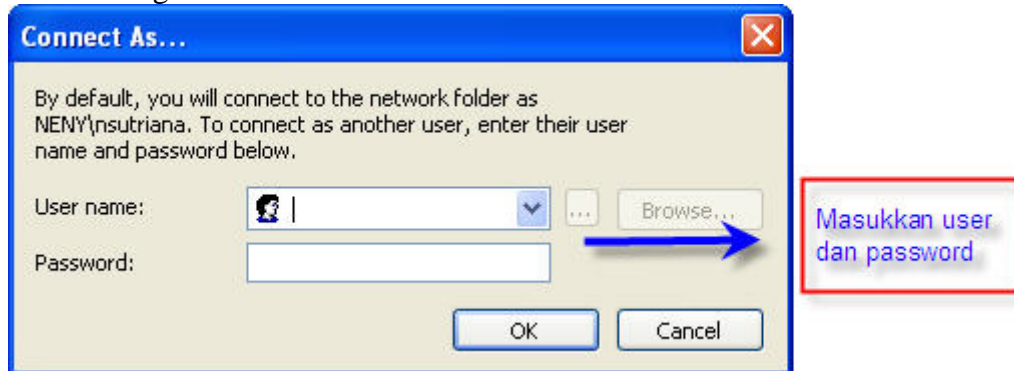 Connect As...
By default, you will connect to the network folder as
NENY\nsutriana. To connect as another user, enter their user
name and password below.
User name:
... Browse...
Password:
OK Cancel
Masukkan user
dan password